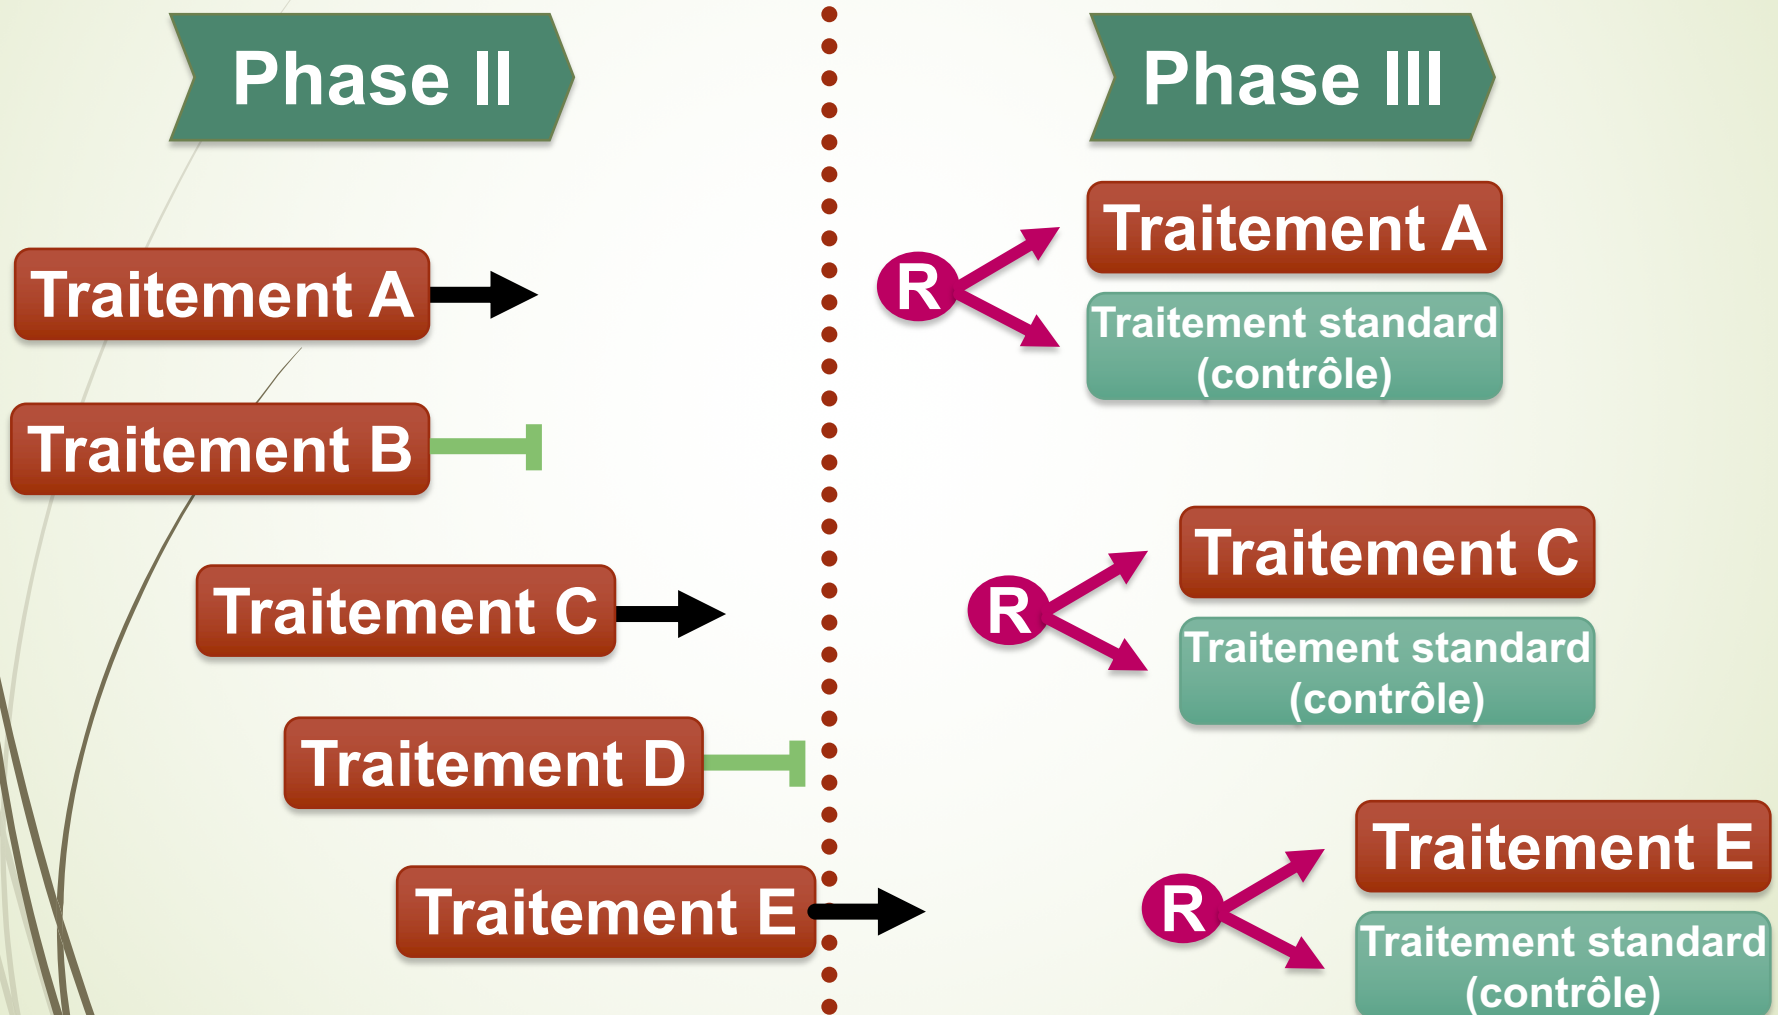 Phase II
Traitement A
Traitement B
Traitement C
Traitement D
Traitement E
Phase III
R
Traitement A
Traitement standard
(contrôle)
R
Traitement C
Traitement standard
(contrôle)
R
Traitement E
Traitement standard
(contrôle)